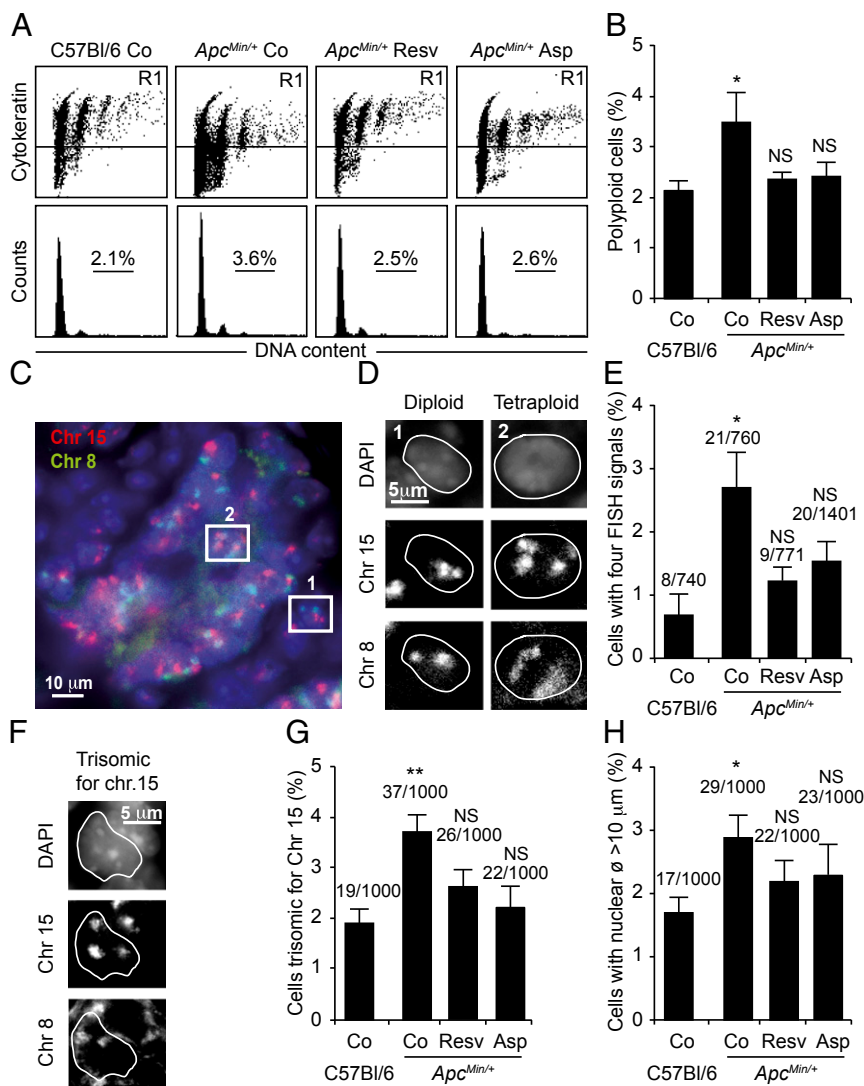 A
C57Bl/6 Co
ApcMin/+ Co
ApcMin/+ Resv
ApcMin/+ Asp
R1
R1
R1
R1
Cytokeratin
Counts
2.1%
3.6%
2.5%
2.6%
DNA content
B
Polyploid cells (%)
5
4
3
2
1
0
*
NS
NS
Co
Co
Resv
Asp
C57Bl/6
ApcMin/+
C
Chr 15
Chr 8
2
1
10 μm
D
Diploid
Tetraploid
DAPI
1
2
5μm
Chr 15
Chr 8
E
Cells with four FISH signals (%)
4
3
2
1
0
8/740
*
21/760
NS
9/771
NS
20/1401
Co
Co
Resv
Asp
C57Bl/6
ApcMin/+
F
Trisomic
for chr.15
DAPI
5 μm
Chr 15
Chr 8
G
Cells trisomic for Chr 15 (%)
5
4
3
2
1
0
19/1000
**
37/1000
NS
26/1000
NS
22/1000
Co
Co
Resv
Asp
C57Bl/6
ApcMin/+
H
Cells with nuclear ø >10 μm (%)
4
3
2
1
0
17/1000
*
29/1000
NS
22/1000
NS
23/1000
Co
Co
Resv
Asp
C57Bl/6
ApcMin/+